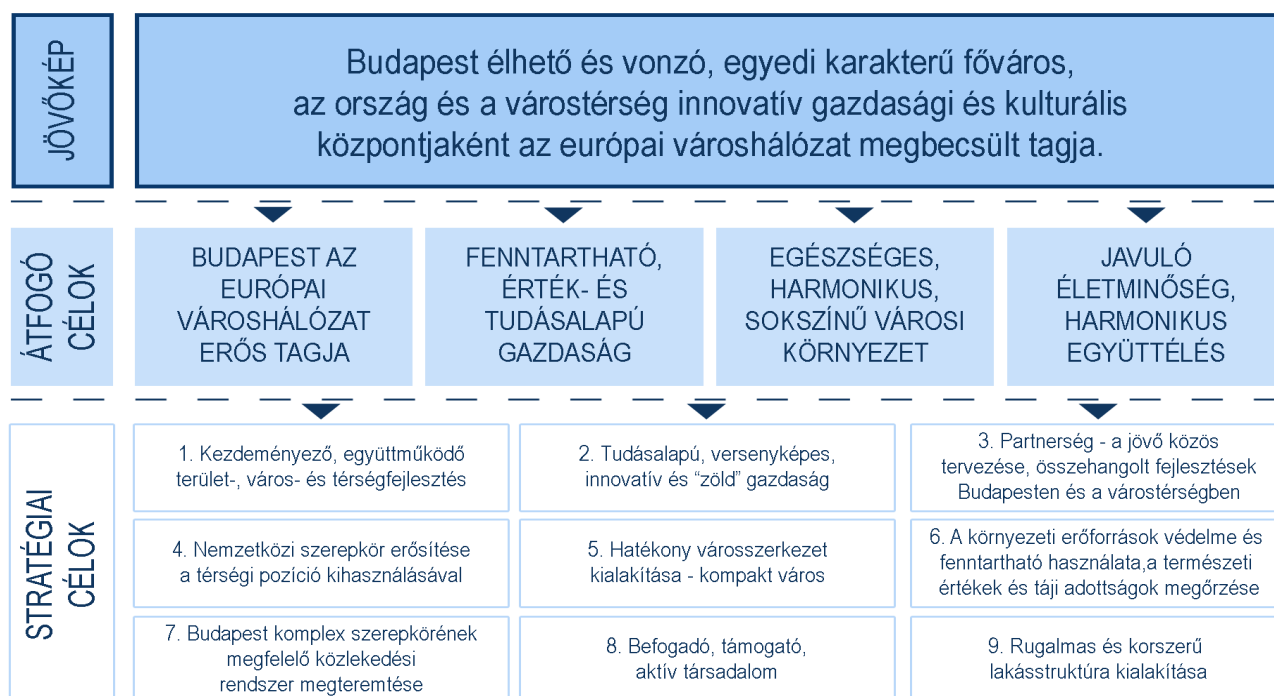 JÖVŐKÉP
Budapest élhető és vonzó, egyedi karakterű főváros,
az ország és a várostérség innovatív gazdasági és kulturális
központjaként az európai városhálózat megbecsült tagja.
ÁTFOGÓ
CÉLOK
BUDAPEST AZ
EURÓPAI
VÁROSHÁLÓZAT
ERŐS TAGJA
FENNTARTHATÓ,
ÉRTÉK- ÉS
TUDÁSALAPÚ
GAZDASÁG
EGÉSZSÉGES,
HARMONIKUS,
SOKSZÍNŰ VÁROSI
KÖRNYEZET
JAVULÓ
ÉLETMINŐSÉG,
HARMONIKUS
EGYÜTTÉLÉS
STRATÉGIAI
CÉLOK
1. Kezdeményező, együttműködő
terület-, város- és térségfejlesztés
2. Tudásalapú, versenyképes,
innovatív és “zöld” gazdaság
3. Partnerség - a jövő közös
tervezése, összehangolt fejlesztések
Budapesten és a várostérségben
4. Nemzetközi szerepkör erősítése
a térségi pozíció kihasználásával
5. Hatékony városszerkezet
kialakítása - kompakt város
6. A környezeti erőforrások védelme és
fenntartható használata,a természeti
értékek és táji adottságok megőrzése
7. Budapest komplex szerepkörének
megfelelő közlekedési
rendszer megteremtése
8. Befogadó, támogató,
aktív társadalom
9. Rugalmas és korszerű
lakásstruktúra kialakítása